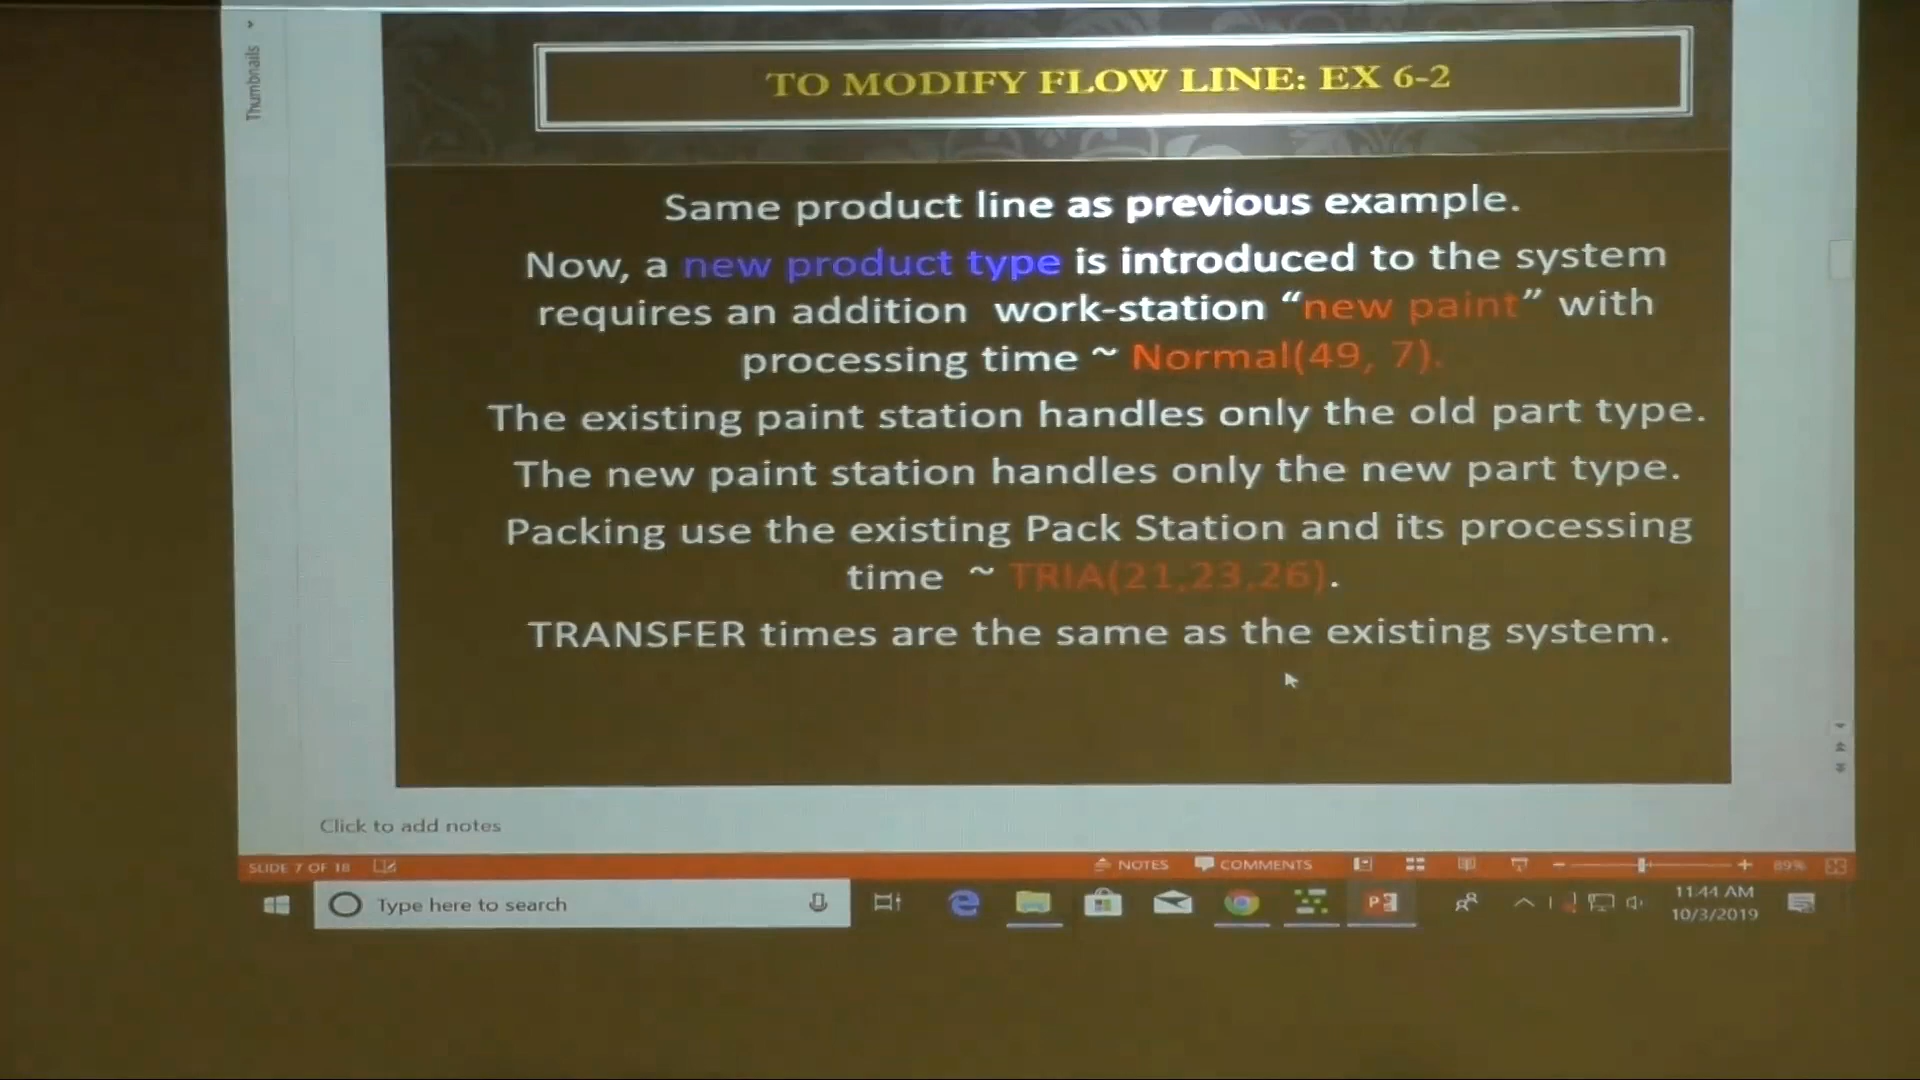 Thumbnails
TO MODIFY FLOW LINE: EX 6-2
Same product line as previous example.
Now, a new product type is introduced to the system
requires an addition work-station “new paint” with
processing time ~ Normal(49, 7).
The existing paint station handles only the old part type.
The new paint station handles only the new part type.
Packing use the existing Pack Station and its processing
time ~ TRIA(21,23,26).
TRANSFER times are the same as the existing system.
Click to add notes
SLIDE 7 OF 18
NOTES
COMMENTS
89%
Type here to search
11:44 AM
10/3/2019